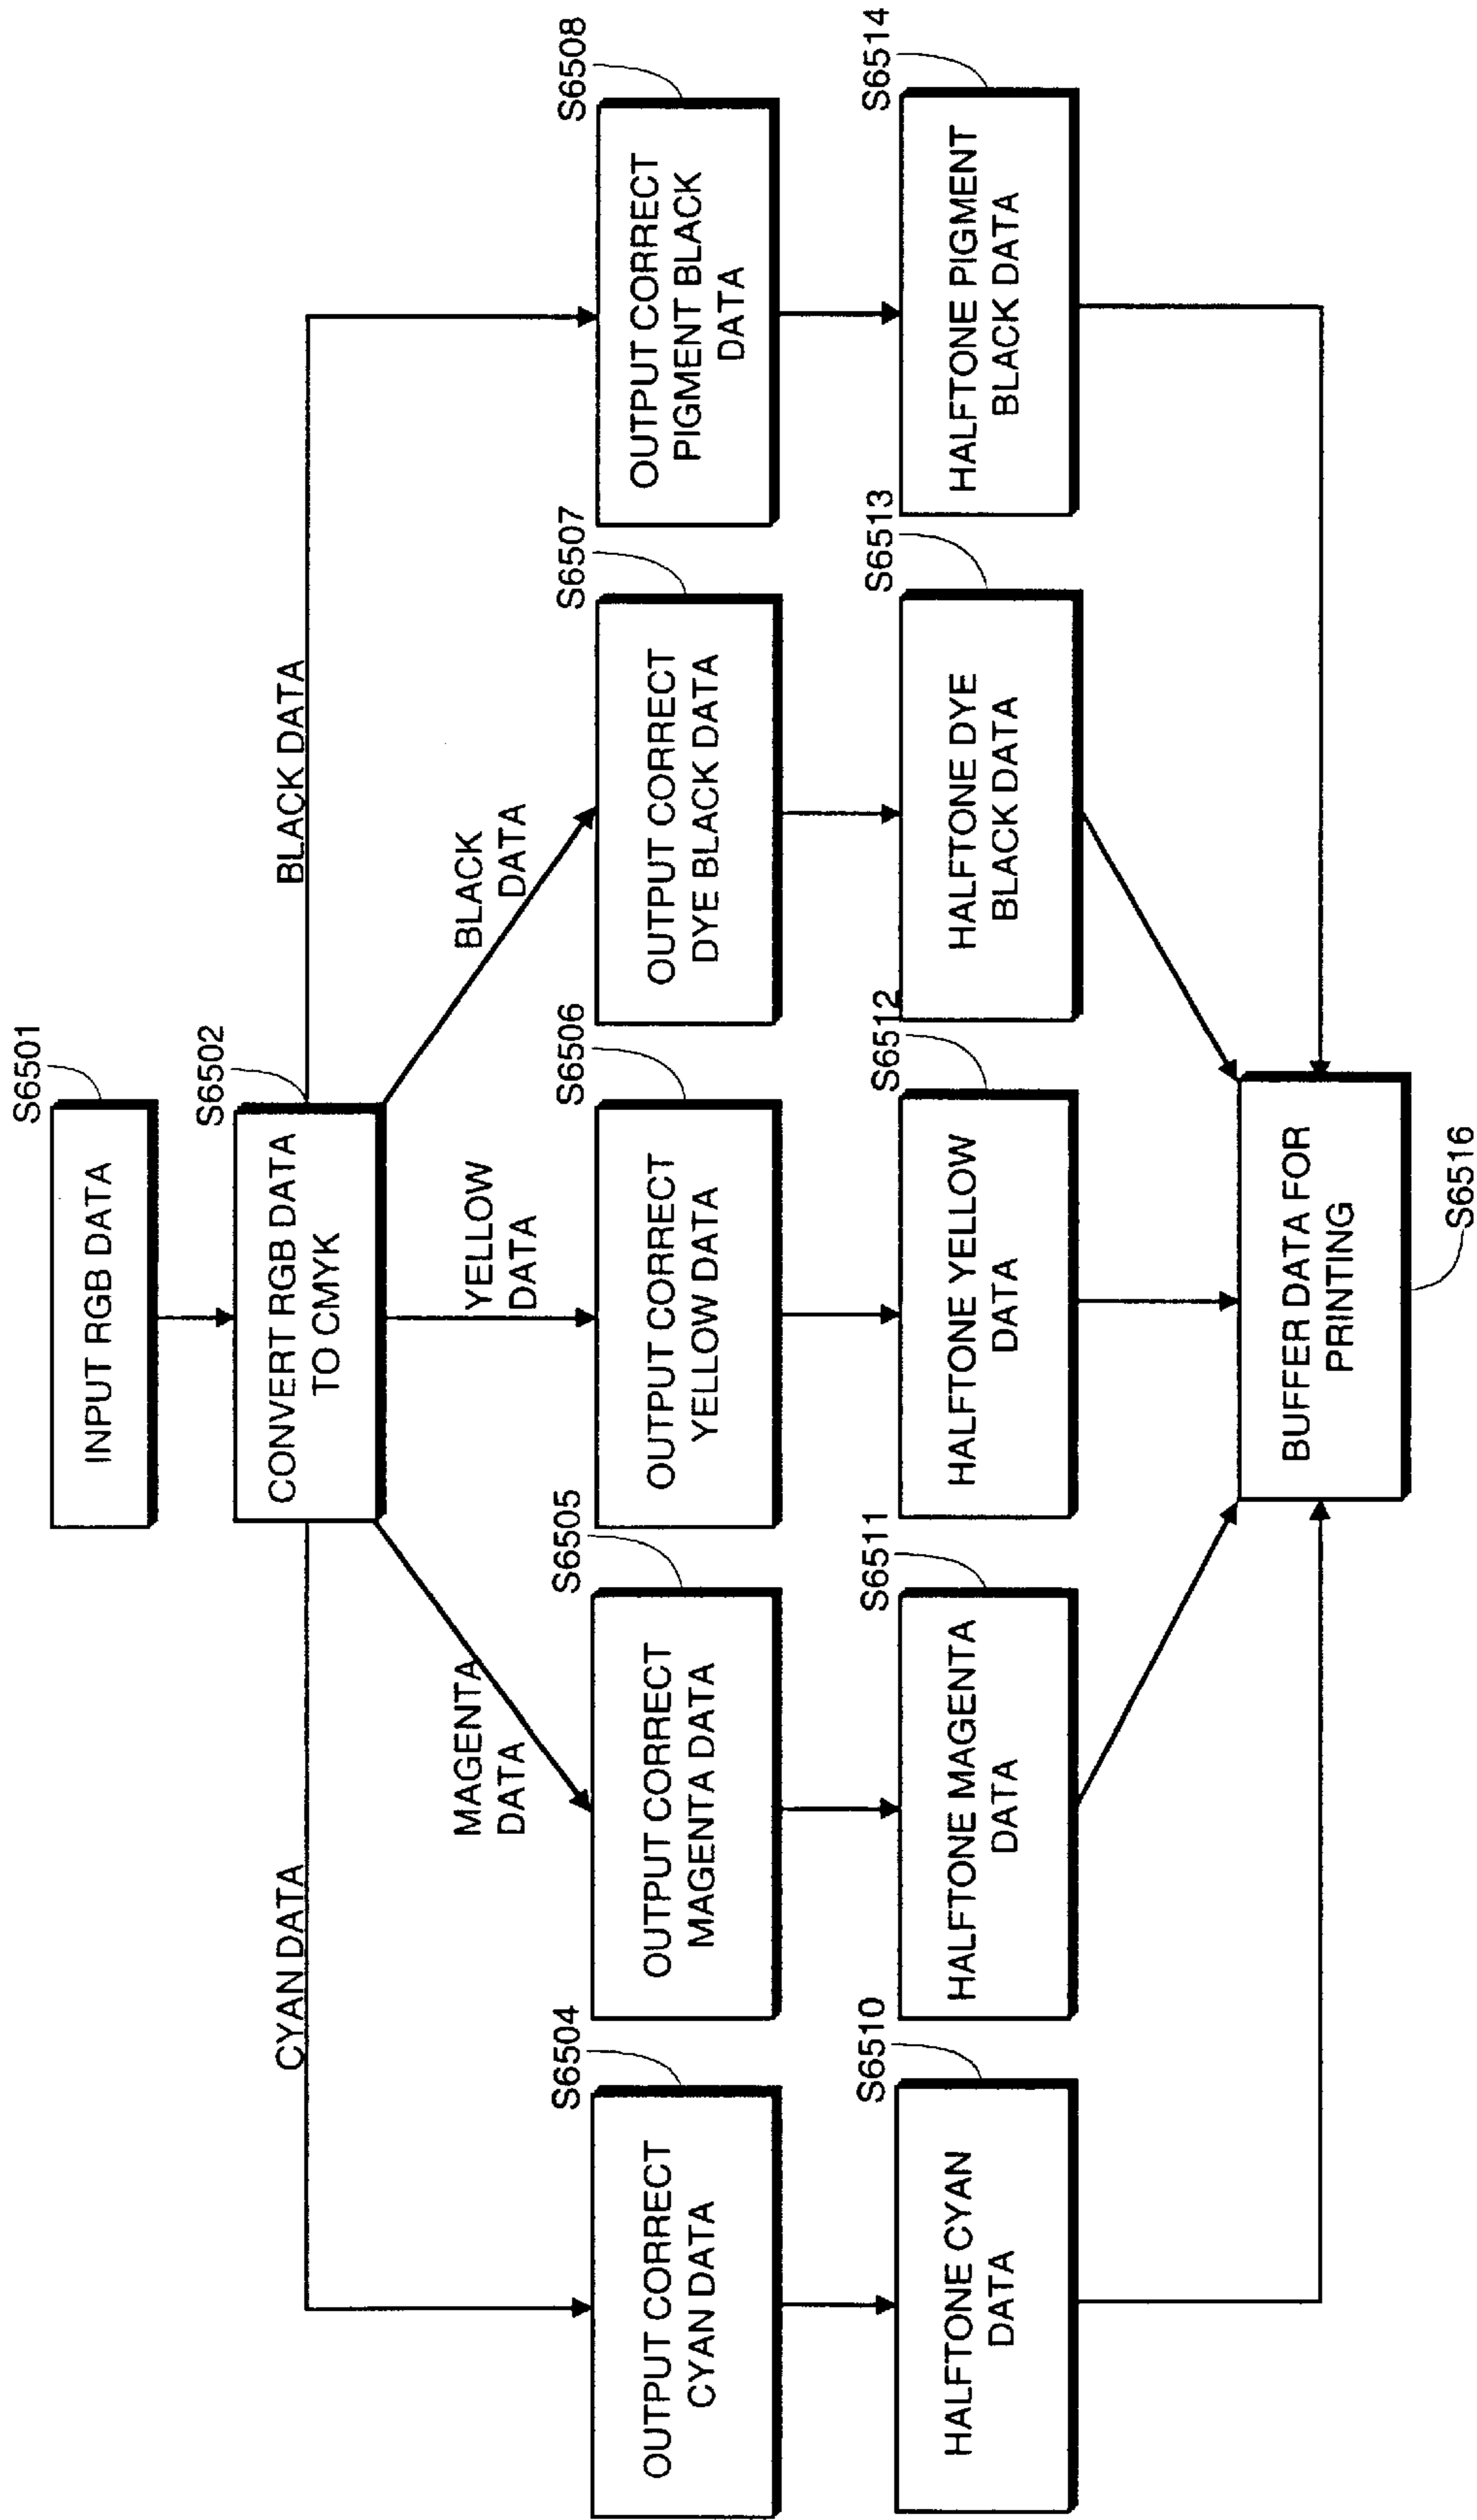 S6501
INPUT RGB DATA
S6502
CONVERT RGB DATA
TO CMYK
CYAN DATA
MAGENTA
DATA
YELLOW
DATA
BLACK
DATA
BLACK DATA
S6504
OUTPUT CORRECT
CYAN DATA
S6505
OUTPUT CORRECT
MAGENTA DATA
S6506
OUTPUT CORRECT
YELLOW DATA
S6507
OUTPUT CORRECT
DYE BLACK DATA
S6508
OUTPUT CORRECT
PIGMENT BLACK
DATA
S6510
HALFTONE CYAN
DATA
S6511
HALFTONE MAGENTA
DATA
S6512
HALFTONE YELLOW
DATA
S6513
HALFTONE DYE
BLACK DATA
S6514
HALFTONE PIGMENT
BLACK DATA
BUFFER DATA FOR
PRINTING
S6516